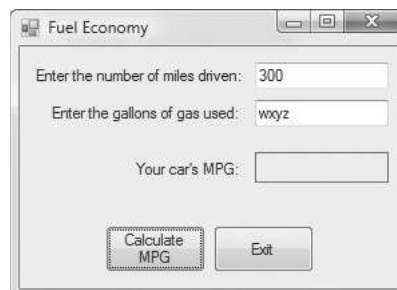 Fuel Economy
Enter the number of miles driven: 300
Enter the gallons of gas used: wxyz
Your car's MPG:
Calculate
MPG
Exit